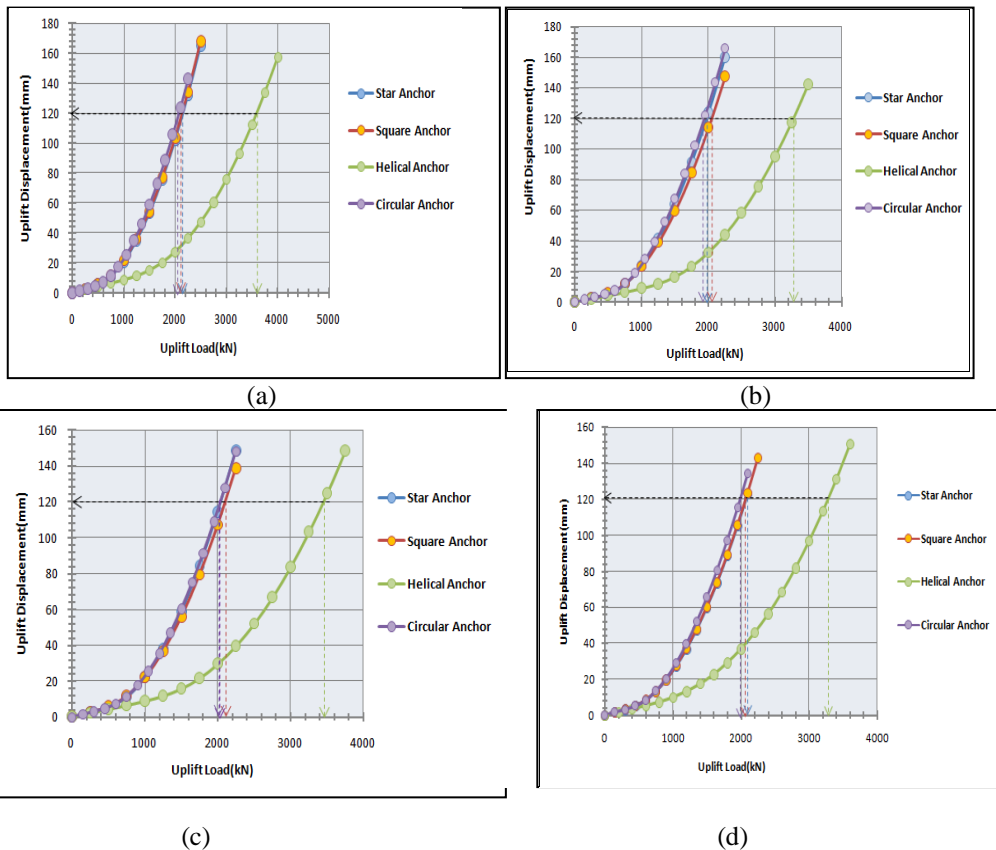 180
160
140
120
100
80
60
40
20
0
Uplift Displacement(mm)
0 1000 2000 3000 4000 5000
Uplift Load(kN)
Star Anchor
Square Anchor
Helical Anchor
Circular Anchor
(a)
180
160
140
120
100
80
60
40
20
0
Uplift Displacement(mm)
0 1000 2000 3000 4000
Uplift Load(kN)
Star Anchor
Square Anchor
Helical Anchor
Circular Anchor
(b)
160
140
120
100
80
60
40
20
0
Uplift Displacement(mm)
0 1000 2000 3000 4000
Uplift Load(kN)
Star Anchor
Square Anchor
Helical Anchor
Circular Anchor
(c)
160
140
120
100
80
60
40
20
0
Uplift Displacement(mm)
0 1000 2000 3000 4000
Uplift Load(kN)
Star Anchor
Square Anchor
Helical Anchor
Circular Anchor
(d)